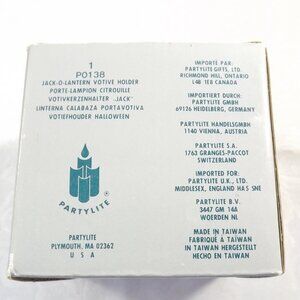 1
P0138
JACK-O-LANTERN VOTIVE HOLDER
PORTE-LAMPION CITROUILLE
VOTIVKERZENHALTER „JACK"
LINTERNA CALABAZA PORTAVOTIVA
VOTIEFHOUDER HALLOWEEN
PARTYLITE®
PARTYLITE
PLYMOUTH, MA 02362
U S A
IMPORTÉ PAR:
PARTYLITE GIFTS, LTD.
RICHMOND HILL, ONTARIO
L4B 1E8 CANADA
IMPORTIERT DURCH:
PARTYLITE GMBH
69126 HEIDELBERG, GERMANY
PARTYLITE HANDELSGMBH
1140 VIENNA, AUSTRIA
PARTYLITE S.A.
1763 GRANGES-PACCOT
SWITZERLAND
IMPORTED FOR:
PARTYLITE U.K., LTD.
MIDDLESEX, ENGLAND HA5 5NE
PARTYLITE B.V.
3447 GM 14A
WOERDEN NL
MADE IN TAIWAN
FABRIQUÉ À TAIWAN
IN TAIWAN HERGESTELLT
HECHO EN TAIWAN